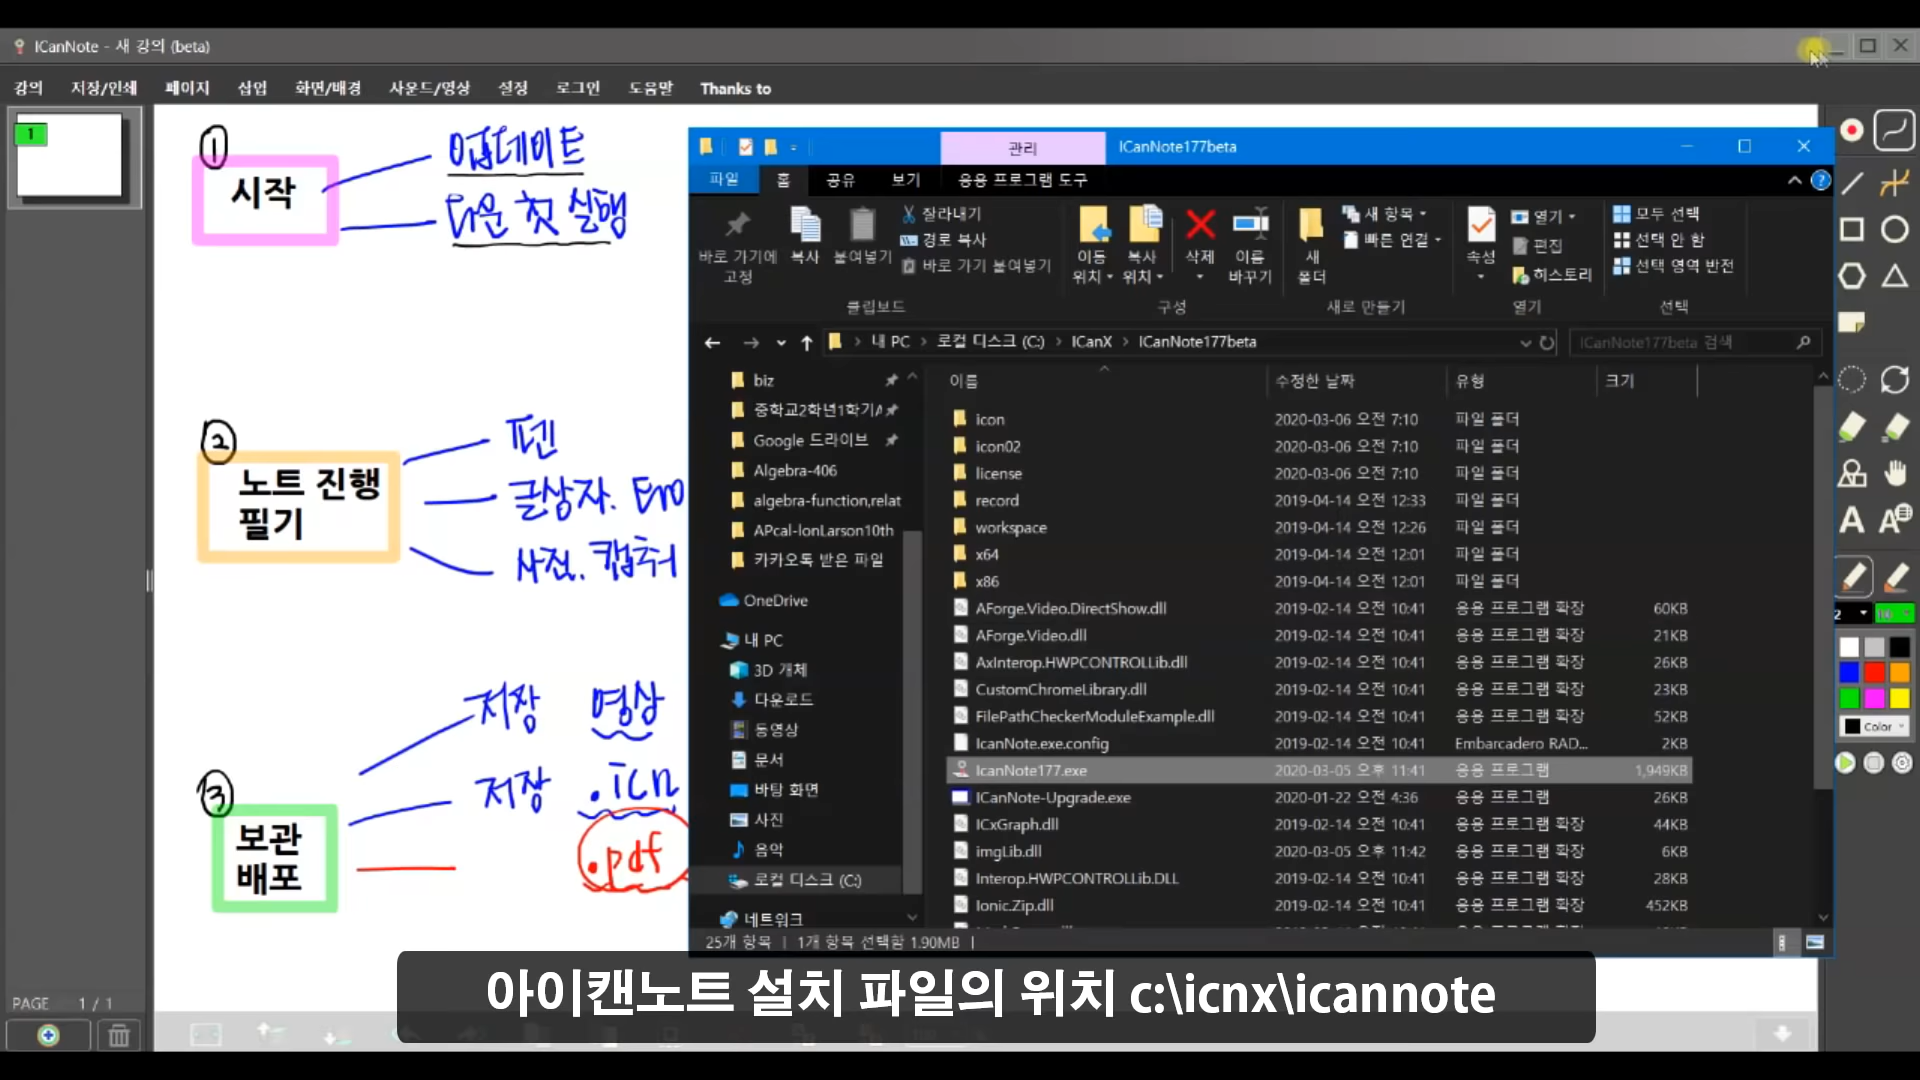 ICanNote - 새 강의 (beta)
강의 저장/인쇄 페이지 삽입 화면/배경 사운드/영상 설정 로그인 도움말 Thanks to
1
① 시작
업데이트
다운 첫 실행
② 노트 진행
필기
펜
글상자.
사진. 캡쳐
③ 보관
배포
저장 영상
저장 .icn
.pdf
PAGE 1 / 1
관리 ICanNote177beta
파일 홈 공유 보기 응용 프로그램 도구
바로 가기에
고정
복사
붙여넣기
잘라내기
경로 복사
바로 가기 붙여넣기
클립보드
이동
위치
복사
위치
삭제
이름
바꾸기
구성
새
폴더
새 항목
빠른 연결
새로 만들기
속성
열기
편집
히스토리
열기
모두 선택
선택 안 함
선택 영역 반전
선택
내 PC › 로컬 디스크 (C:) › ICanX › ICanNote177beta
ICanNote177beta 검색
biz
중학교2학년1학기
Google 드라이브
Algebra-406
algebra-function,relat
APcal-lonLarson10th
카카오톡 받은 파일
OneDrive
내 PC
3D 개체
다운로드
동영상
문서
바탕 화면
사진
음악
로컬 디스크 (C:)
네트워크
이름 수정한 날짜 유형 크기
icon 2020-03-06 오전 7:10 파일 폴더
icon02 2020-03-06 오전 7:10 파일 폴더
license 2020-03-06 오전 7:10 파일 폴더
record 2019-04-14 오전 12:33 파일 폴더
workspace 2019-04-14 오전 12:26 파일 폴더
x64 2019-04-14 오전 12:01 파일 폴더
x86 2019-04-14 오전 12:01 파일 폴더
AForge.Video.DirectShow.dll 2019-02-14 오전 10:41 응용 프로그램 확장 60KB
AForge.Video.dll 2019-02-14 오전 10:41 응용 프로그램 확장 21KB
AxInterop.HWPCONTROLLib.dll 2019-02-14 오전 10:41 응용 프로그램 확장 26KB
CustomChromeLibrary.dll 2019-02-14 오전 10:41 응용 프로그램 확장 23KB
FilePathCheckerModuleExample.dll 2019-02-14 오전 10:41 응용 프로그램 확장 52KB
IcanNote.exe.config 2019-02-14 오전 10:41 Embarcadero RAD... 2KB
IcanNote177.exe 2020-03-05 오후 11:41 응용 프로그램 1,949KB
ICanNote-Upgrade.exe 2020-01-22 오전 4:36 응용 프로그램 26KB
ICxGraph.dll 2019-02-14 오전 10:41 응용 프로그램 확장 44KB
imgLib.dll 2020-03-05 오후 11:42 응용 프로그램 확장 6KB
Interop.HWPCONTROLLib.DLL 2019-02-14 오전 10:41 응용 프로그램 확장 28KB
Ionic.Zip.dll 2019-02-14 오전 10:41 응용 프로그램 확장 452KB
25개 항목 | 1개 항목 선택함 1.90MB |
Color
아이캔노트 설치 파일의 위치 c:\icnx\icannote